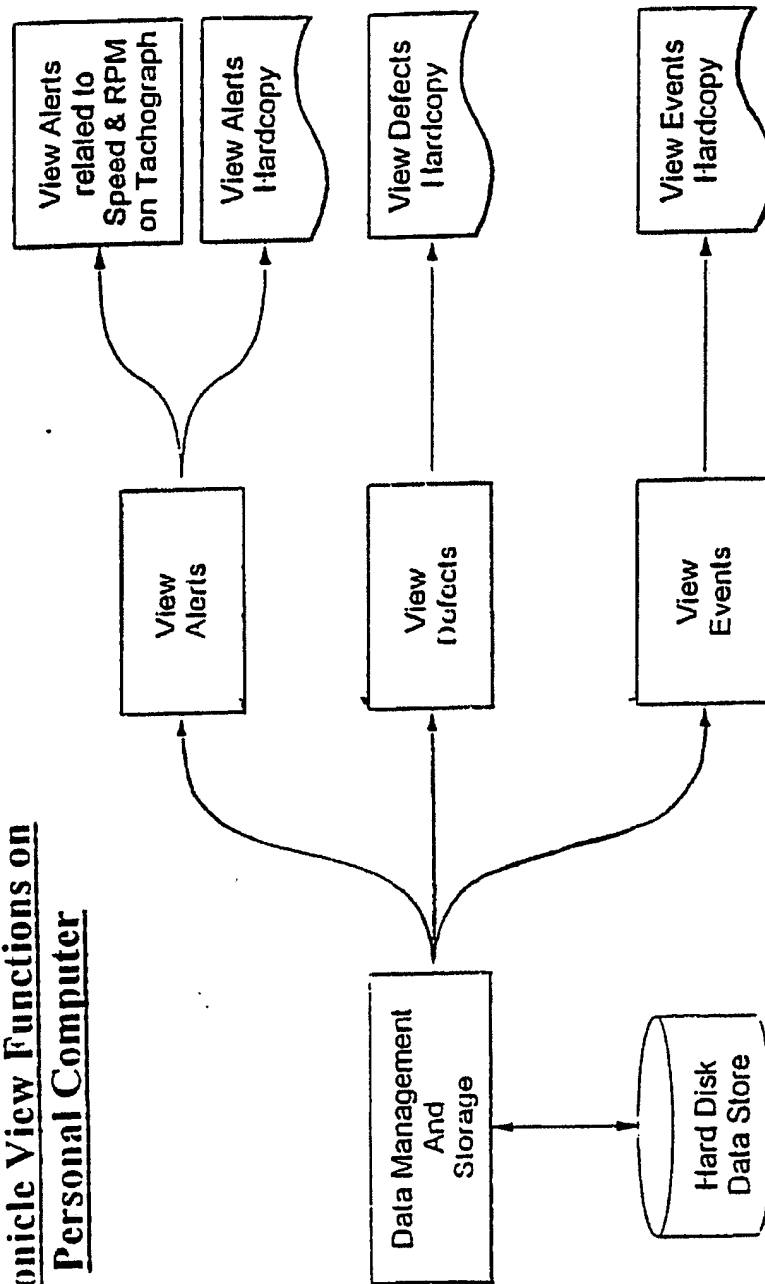 onicle View Functions on
Personal Computer
Data Management
And
Storage
Hard Disk
Data Store
View
Alerts
View
Defects
View
Events
View Alerts
related to
Speed & RPM
on Tachograph
View Alerts
Hardcopy
View Defects
Hardcopy
View Events
Hardcopy